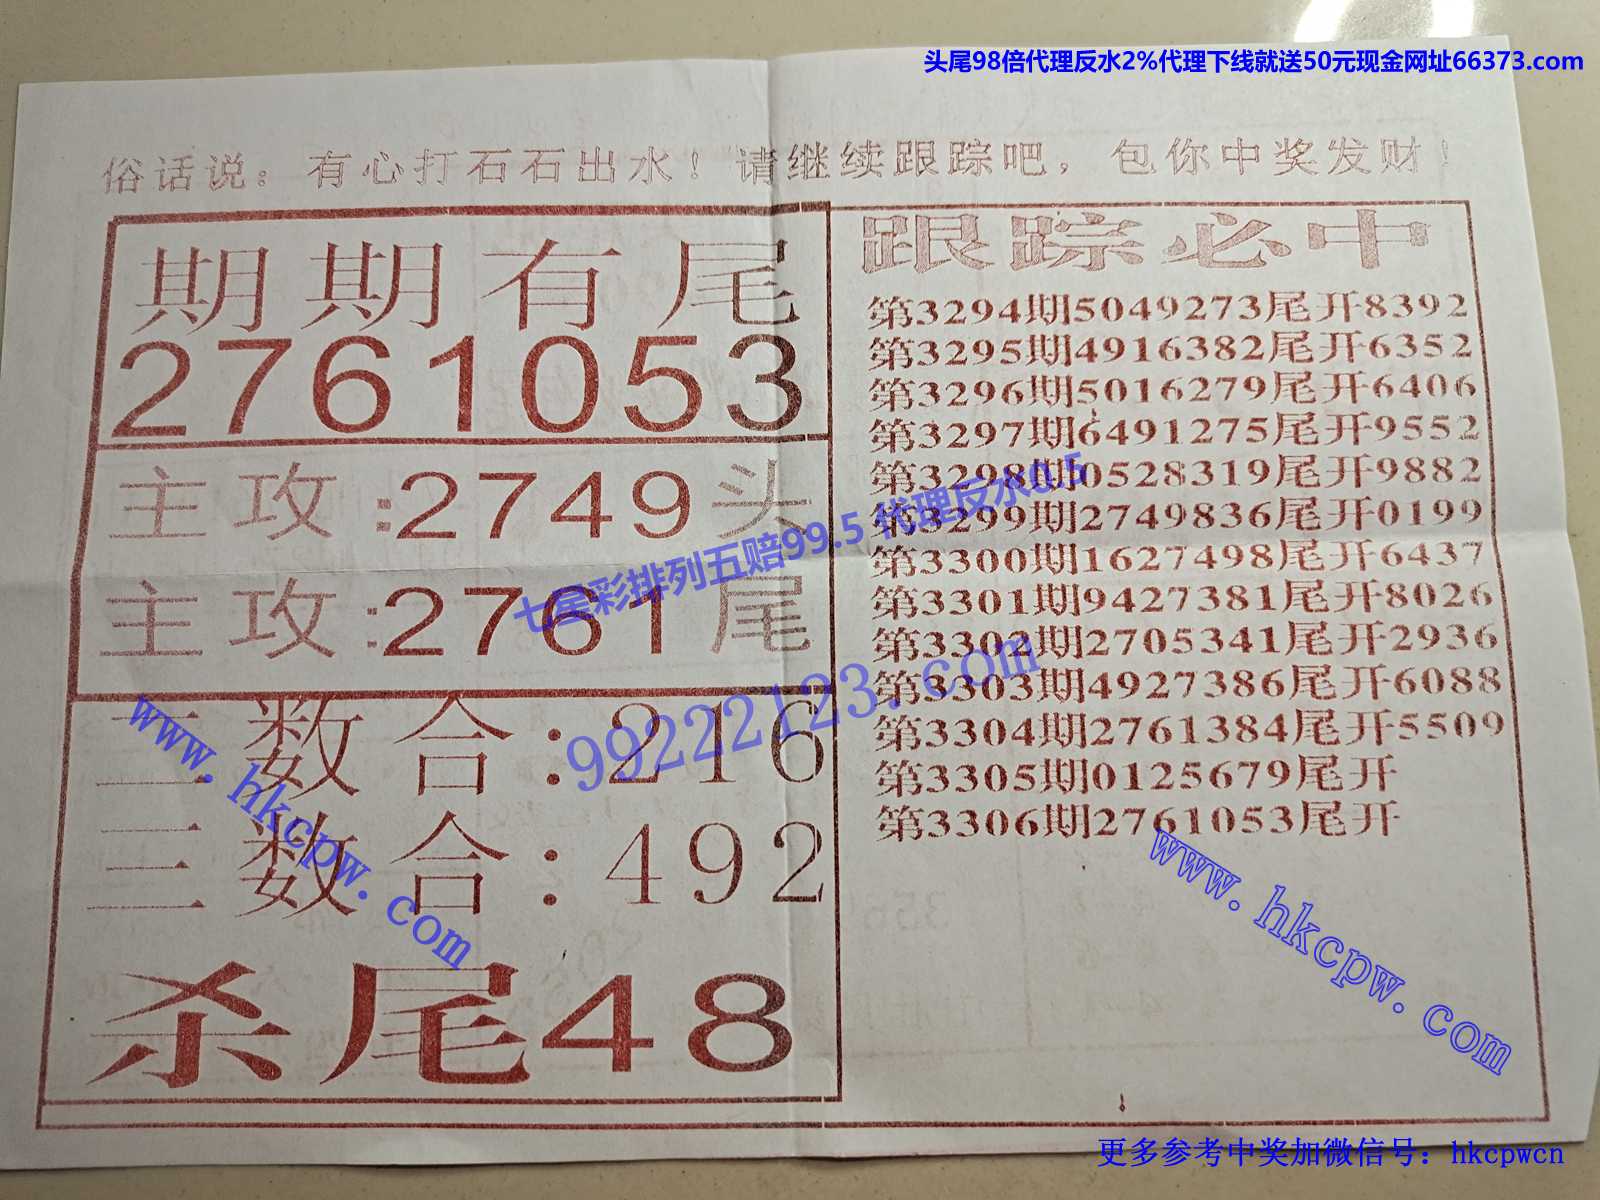 头尾98倍代理反水2%代理下线就送50元现金网址66373.com
俗话说：有心打石石出水！请继续跟踪吧，包你中奖发财！
期期有尾
2761053
主攻:2749头
主攻:2761尾
二数合:216
三数合:492
杀尾48
跟踪必中
第3294期5049273尾开8392
第3295期4916382尾开6352
第3296期5016279尾开6406
第3297期6491275尾开9552
第3298期0528319尾开9882
第3299期2749836尾开0199
第3300期1627498尾开6437
第3301期9427381尾开8026
第3302期2705341尾开2936
第3303期4927386尾开6088
第3304期2761384尾开5509
第3305期0125679尾开
第3306期2761053尾开
七星彩排列五赔99.5 代理反水0.5
99222123.com
www.hkcpw.com
www.hkcpw.com
更多参考中奖加微信号：hkcpwcn